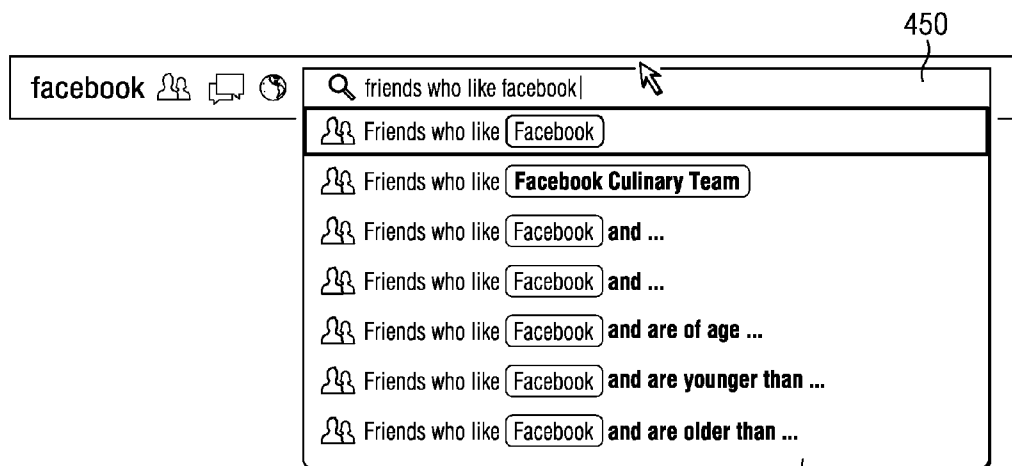 450
facebook friends who like facebook
Friends who like Facebook
Friends who like Facebook Culinary Team
Friends who like Facebook and ...
Friends who like Facebook and ...
Friends who like Facebook and are of age ...
Friends who like Facebook and are younger than ...
Friends who like Facebook and are older than ...